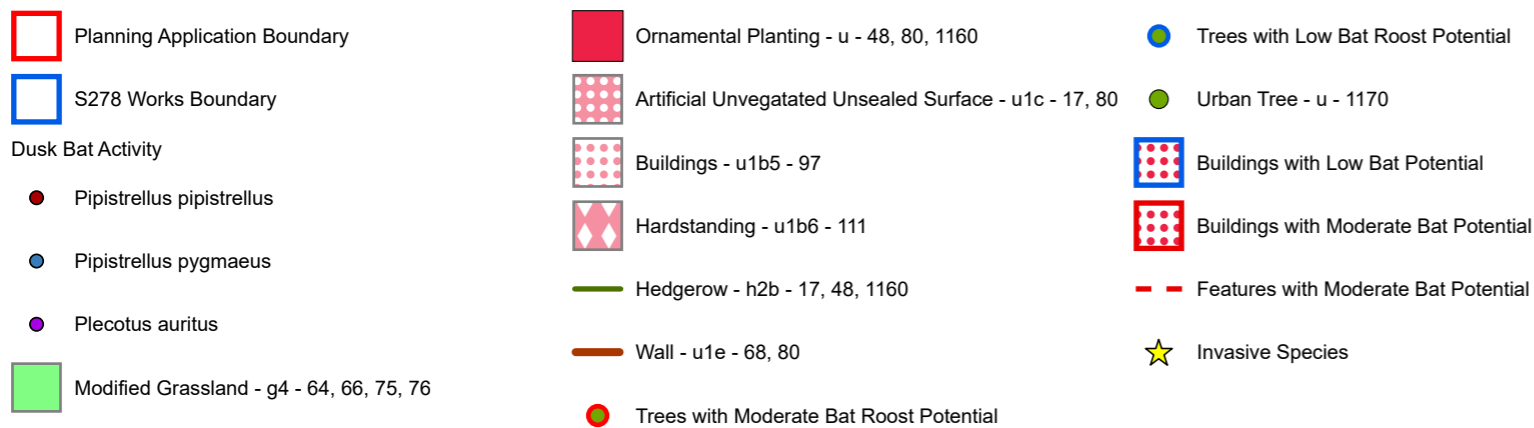 Planning Application Boundary
S278 Works Boundary
Dusk Bat Activity
Pipistrellus pipistrellus
Pipistrellus pygmaeus
Plecotus auritus
Modified Grassland - g4 - 64, 66, 75, 76
Ornamental Planting - u - 48, 80, 1160
Artificial Unvegatated Unsealed Surface - u1c - 17, 80
Buildings - u1b5 - 97
Hardstanding - u1b6 - 111
Hedgerow - h2b - 17, 48, 1160
Wall - u1e - 68, 80
Trees with Moderate Bat Roost Potential
Trees with Low Bat Roost Potential
Urban Tree - u - 1170
Buildings with Low Bat Potential
Buildings with Moderate Bat Potential
Features with Moderate Bat Potential
Invasive Species